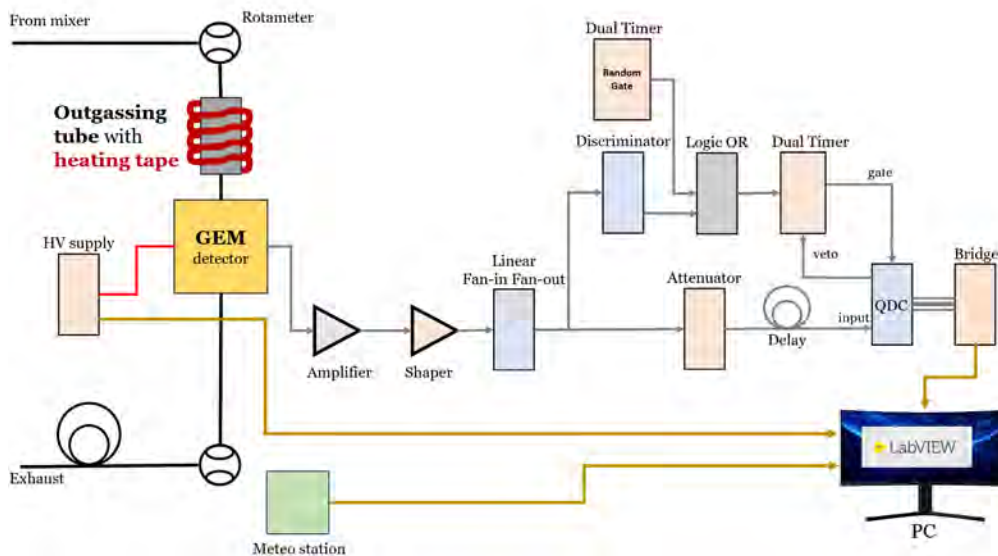 From mixer
Rotameter
Outgassing
tube with
heating tape
HV supply
GEM
detector
Amplifier
Shaper
Linear
Fan-in Fan-out
Dual Timer
Random
Gate
Discriminator
Logic OR
Dual Timer
gate
veto
Attenuator
Delay
input
QDC
Bridge
Exhaust
Meteo station
LabVIEW
PC